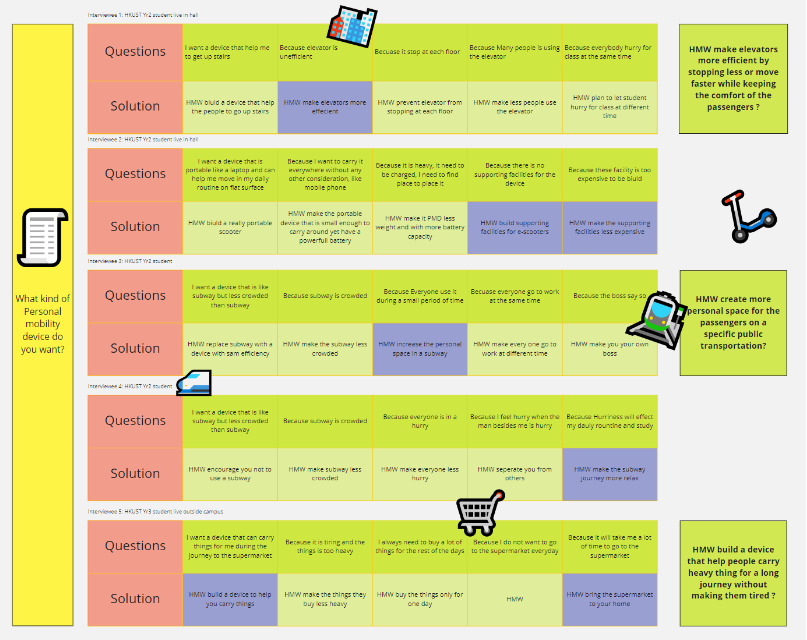 Interviewee 1: HKUST Yr2 student live in hall
Questions
I want a device that help me
to get up stairs
Because elevator is
unefficient
Becuase it stop at each floor
Because Many people is using
the elevator
Because everybody hurry for
class at the same time
Solution
HMW biuld a device that help
the people to go up stairs
HMW make elevators more
effecient
HMW prevent elevator from
stopping at each floor
HMW make less people use
the elevator
HMW plan to let student
hurry for class at different
time
HMW make elevators
more efficient by
stopping less or move
faster while keeping
the comfort of the
passengers ?
Interviewee 2: HKUST Yr2 student live in hall
Questions
I want a device that is
portable like a laptop and can
help me move in my daily
routine on flat surface
Because I want to carry it
everywhere without any
other consideration, like
mobile phone
Because it is heavy, it need to
be charged, I need to find
place to place it
Because there is no
supporting facilities for the
device
Because these facility is too
expensive to be biuld
Solution
HMW biuld a really portable
scooter
HMW make the portable
device that is small enough to
carry around yet have a
powerfull battery
HMW make it PMD less
weight and with more battery
capacity
HMW build supporting
facilities for e-scooters
HMW make the supporting
facilities less expensive
What kind of
Personal
mobility
device do
you want?
Interviewee 3: HKUST Yr2 student
Questions
I want a device that is like
subway but less crowded
than subway
Because subway is crowded
Because Everyone use it
during a small period of time
Becuase everyone go to work
at the same time
Because the boss say so
Solution
HMW replace subway with a
device with sam efficiency
HMW make the subway less
crowded
HMW increase the personal
space in a subway
HMW make every one go to
work at different time
HMW make you your own
boss
HMW create more
personal space for the
passengers on a
specific public
transportation?
Interviewee 4: HKUST Yr2 student
Questions
I want a device that is like
subway but less crowded
than subway
Because subway is crowded
Because everyone is in a
hurry
Because I feel hurry when the
man besides me is hurry
Because Hurriness will effect
my dauly rountine and study
Solution
HMW encourage you not to
use a subway
HMW make subway less
crowded
HMW make everyone less
hurry
HMW seperate you from
others
HMW make the subway
journey more relax
Interviewee 5: HKUST Yr3 student live outside campus
Questions
I want a device that can carry
things for me during the
journey to the supermarket
Because it is tiring and the
things is too heavy
I always need to buy a lot of
things for the rest of the days
Because I do not want to go
to the supermarket everyday
Because it will take me a lot
of time to go to the
supermarket
Solution
HMW build a device to help
you carry things
HMW make the things they
buy less heavy
HMW buy the things only for
one day
HMW
HMW bring the supermarket
to your home
HMW build a device
that help people carry
heavy thing for a long
journey without
making them tired ?